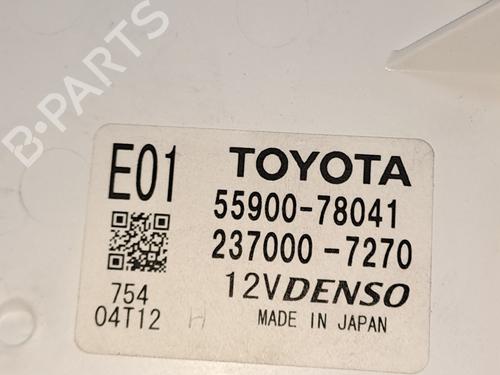 B-PARTS
E01 TOYOTA
55900-78041
237000-7270
754 12V DENSO
04T12 H MADE IN JAPAN